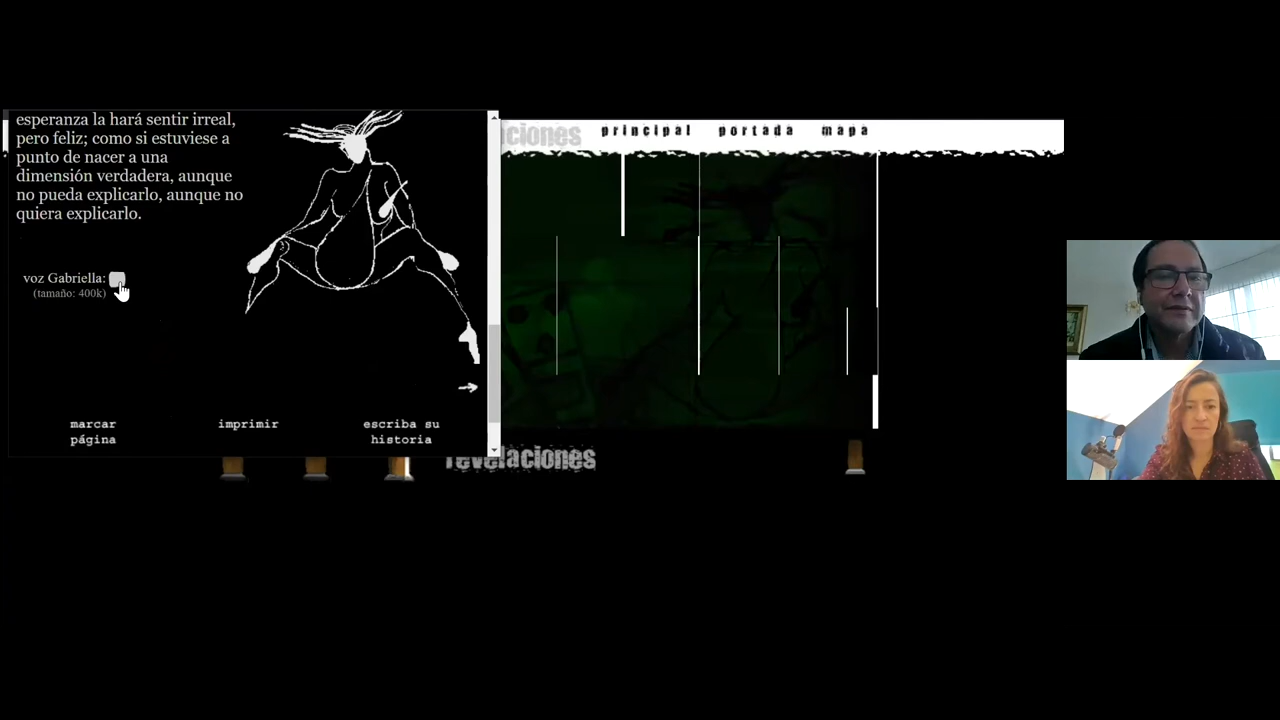 esperanza la hará sentir irreal,
pero feliz; como si estuviese a
punto de nacer a una
dimensión verdadera, aunque
no pueda explicarlo, aunque no
quiera explicarlo.
voz Gabriella:
(tamaño: 400k)
marcar
página
imprimir
escriba su
historia
ciones
principal portada mapa
revelaciones